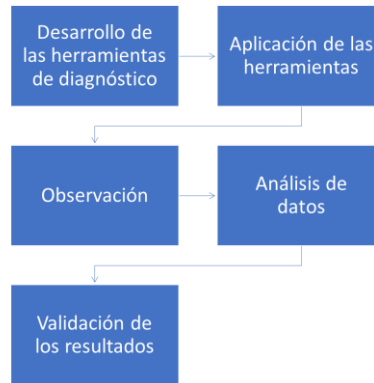 Desarrollo de
las herramientas
de diagnóstico
Aplicación de las
herramientas
Observación
Análisis de
datos
Validación de
los resultados